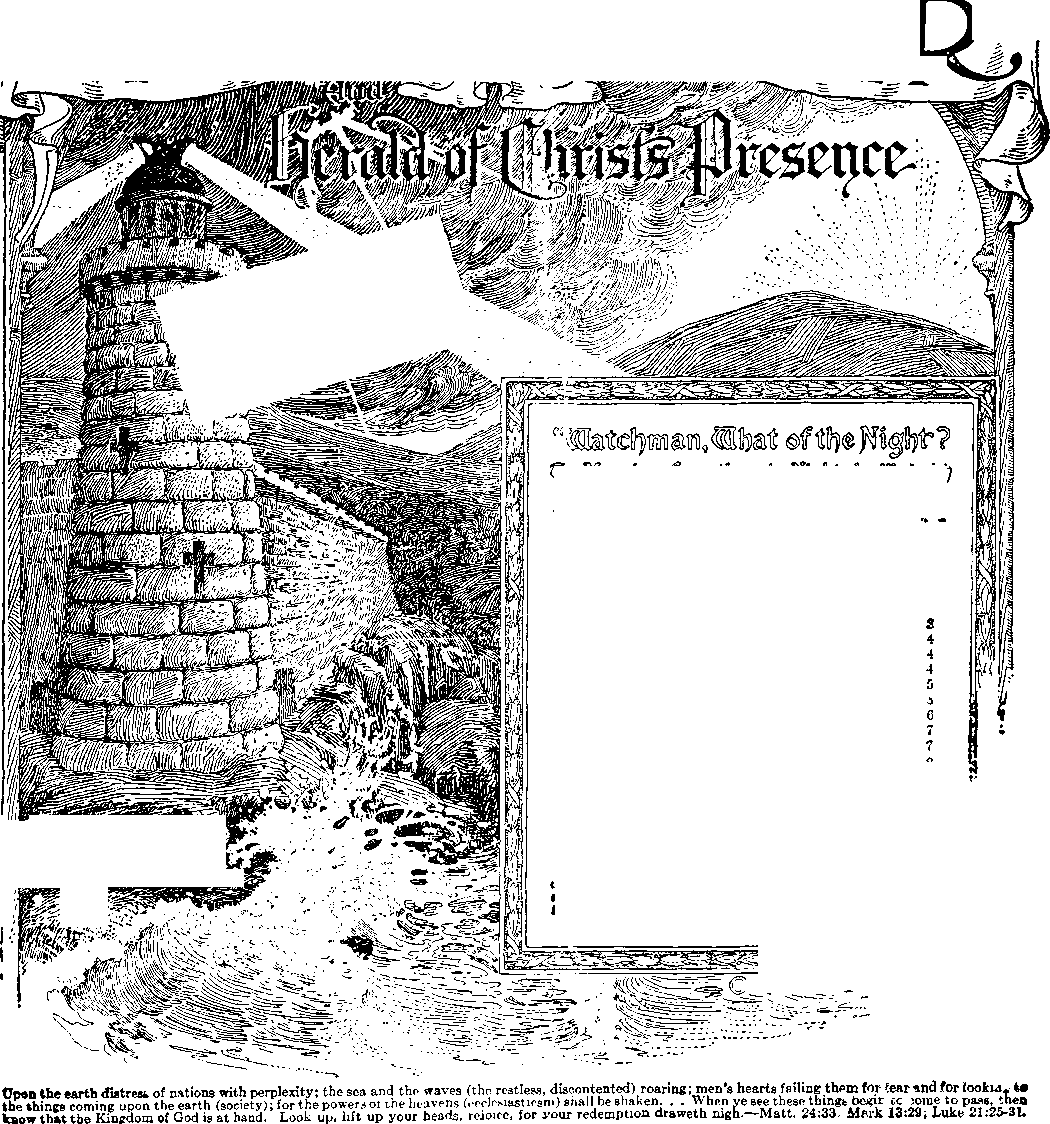 And
Herald of Christ's Presence
"Watchman, What of the Night?
4
4
4
5
6
7
7
Upon the earth distress of nations with perplexity; the sea and the waves (the restless, discontented) roaring; men's hearts failing them for fear and for looking to
the things coming upon the earth (society); for the powers of the heavens (ecclesiasticism) shall be shaken. . . When ye see these things begin to come to pass, then
know that the Kingdom of God is at hand. Look up, lift up your heads, rejoice, for your redemption draweth nigh.—Matt. 24:33 Mark 13:29; Luke 21:25-31.